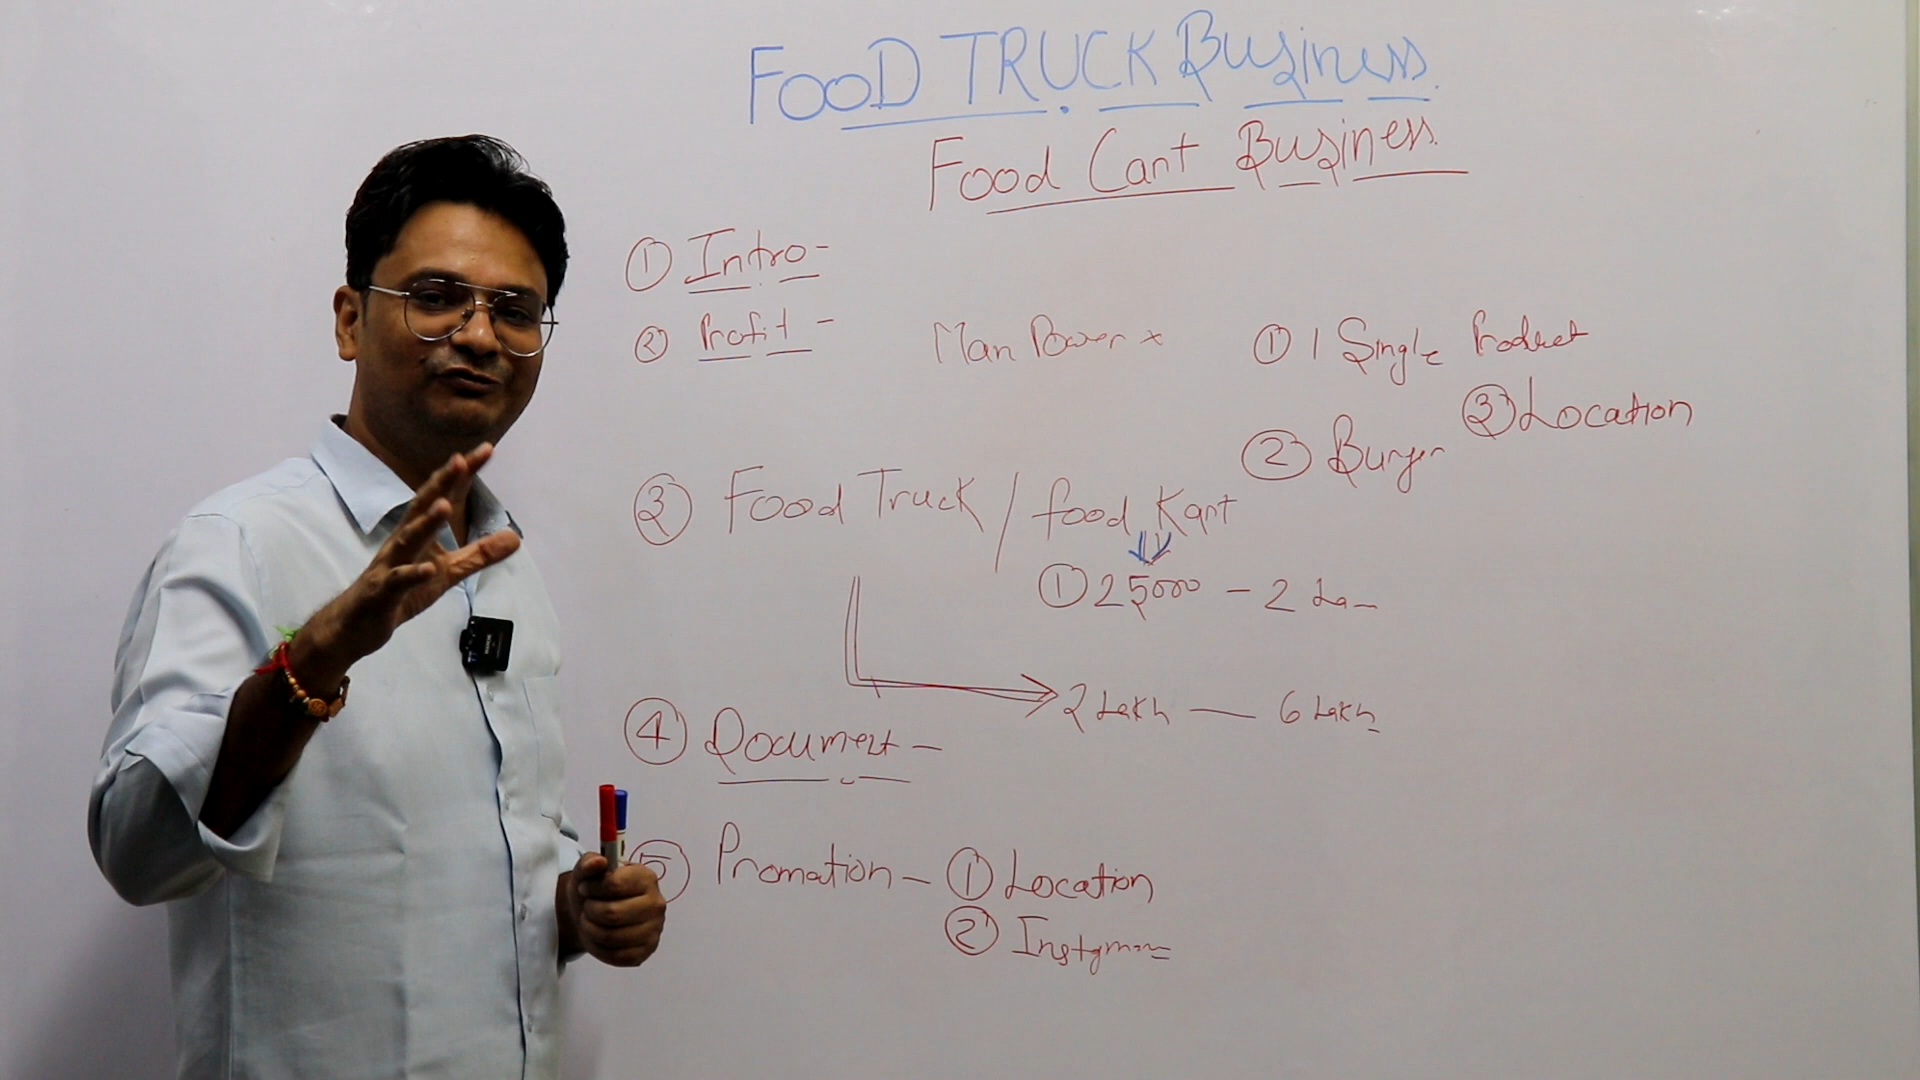 FOOD TRUCK Business
Food Cart Business
① Intro -
② Profit -
Man Power x
① 1 Single Product
② Burger
③ Location
③ Food Truck / food Kart
① 25000 - 2 La
2 Lakh — 6 Lakh
④ Document -
⑤ Promation - ① Location
②